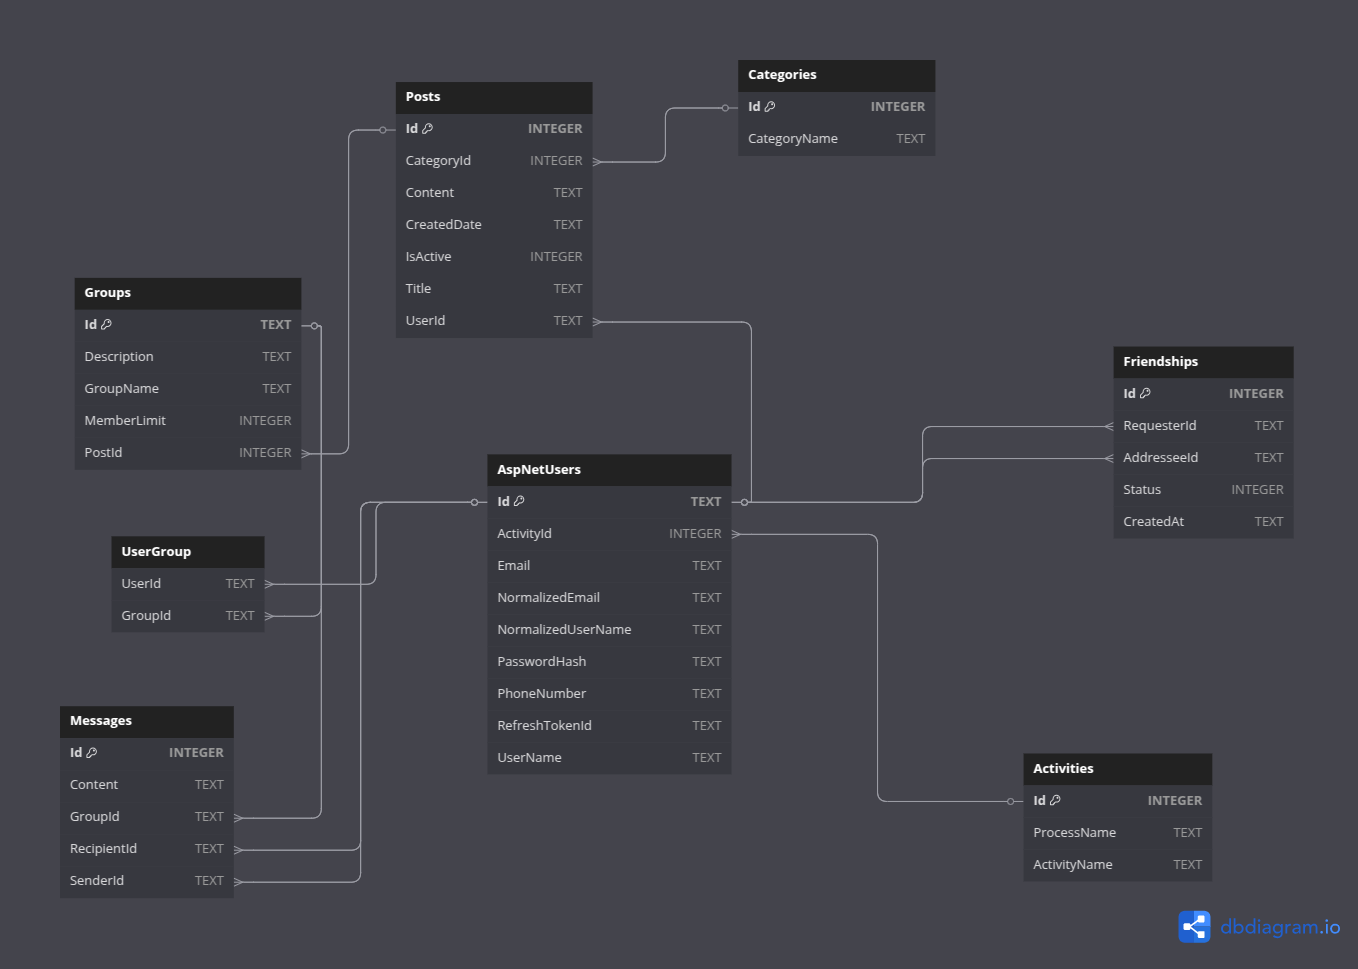 Categories
Id INTEGER
CategoryName TEXT
Posts
Id INTEGER
CategoryId INTEGER
Content TEXT
CreatedDate TEXT
IsActive INTEGER
Title TEXT
UserId TEXT
Groups
Id TEXT
Description TEXT
GroupName TEXT
MemberLimit INTEGER
PostId INTEGER
Friendships
Id INTEGER
RequesterId TEXT
AddresseeId TEXT
Status INTEGER
CreatedAt TEXT
AspNetUsers
Id TEXT
ActivityId INTEGER
Email TEXT
NormalizedEmail TEXT
NormalizedUserName TEXT
PasswordHash TEXT
PhoneNumber TEXT
RefreshTokenId TEXT
UserName TEXT
UserGroup
UserId TEXT
GroupId TEXT
Messages
Id INTEGER
Content TEXT
GroupId TEXT
RecipientId TEXT
SenderId TEXT
Activities
Id INTEGER
ProcessName TEXT
ActivityName TEXT
dbdiagram.io